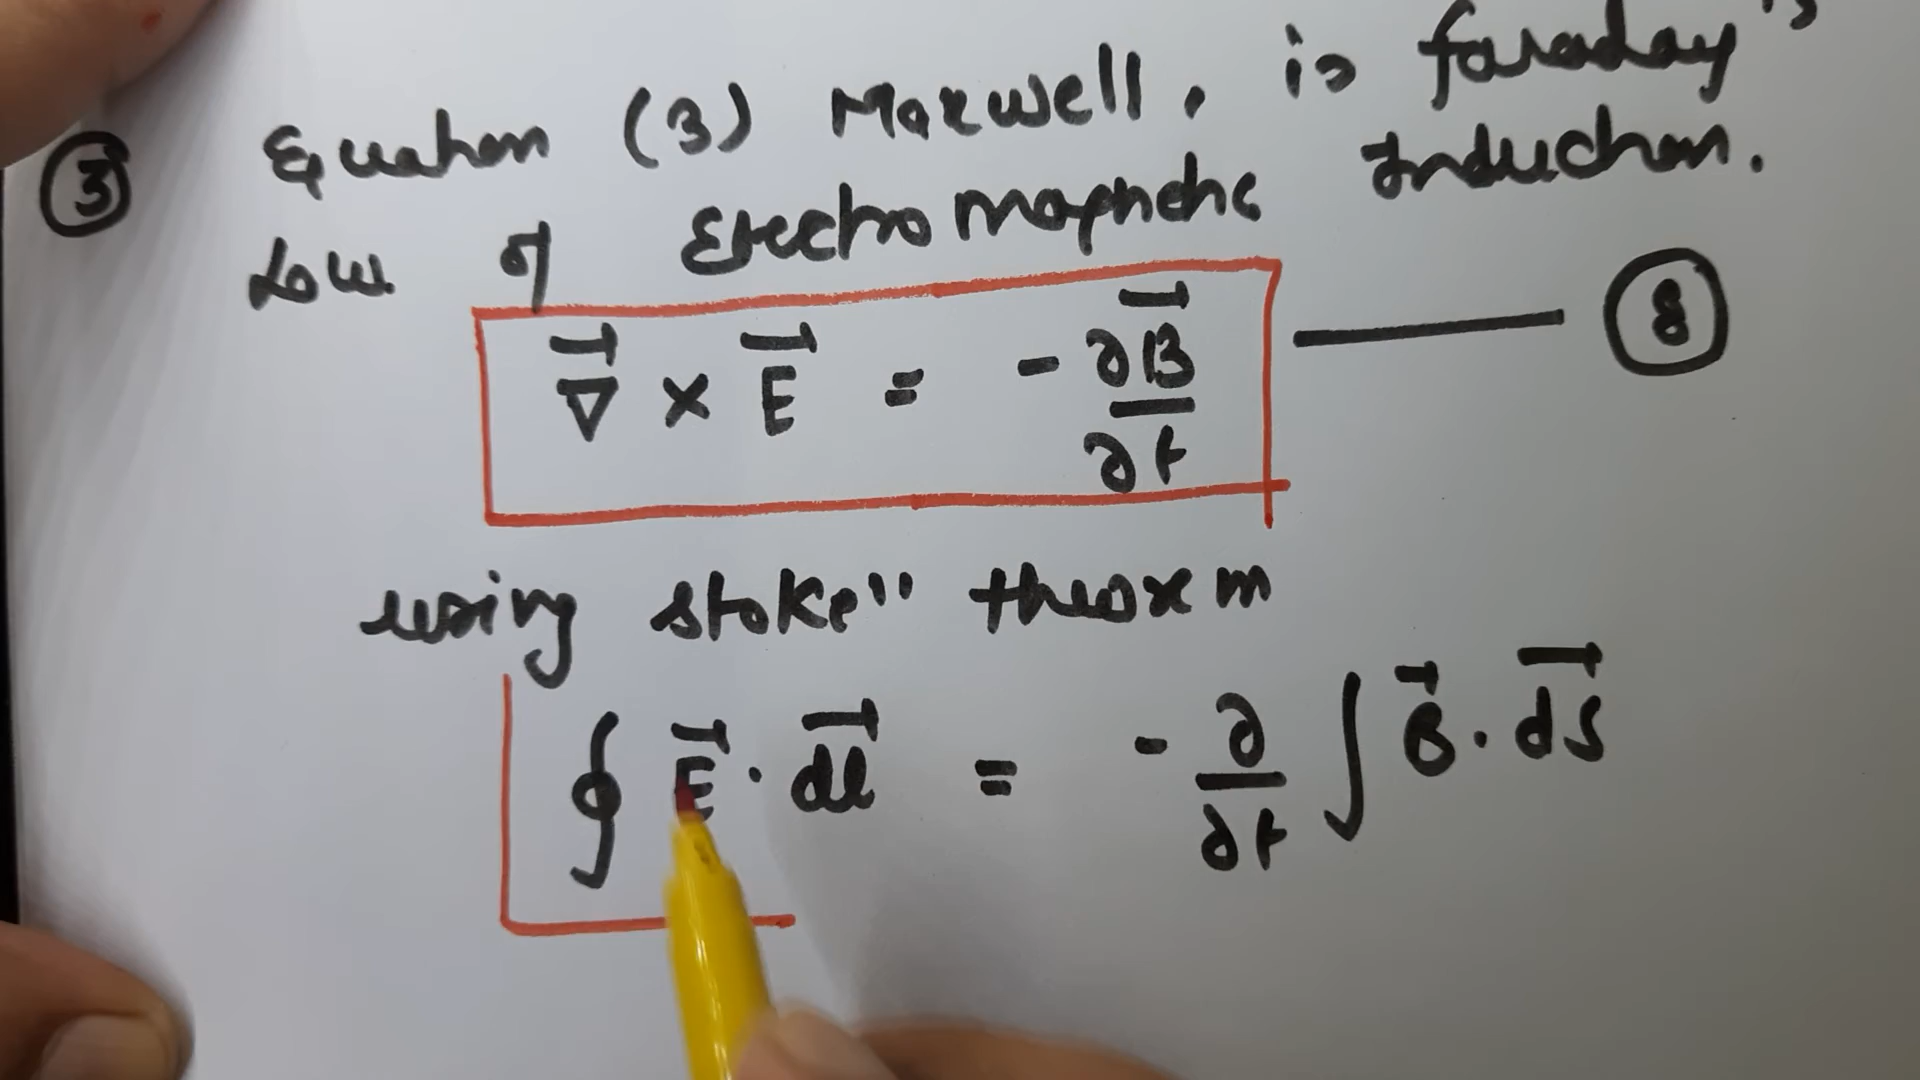 ③ Equation (3) Maxwell, is faraday's
Law of Electromagnetic Induction.
∇⃗ × E⃗ = -∂B⃗/∂t —— ⑧
using stoke" theorem
∮ E⃗ · dl⃗ = -∂/∂t ∫ B⃗ · dS⃗